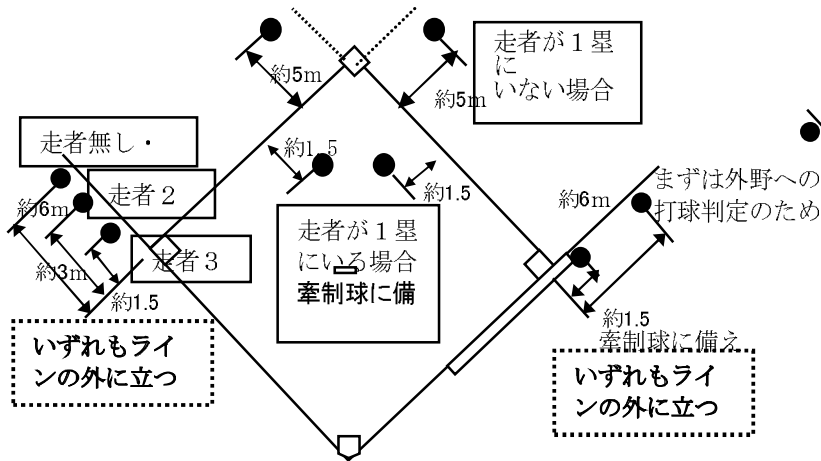 走者が１塁
に
いない場合
約5m
約5m
走者無し・
約1.5
走者２
約1.5
約6m
まずは外野への
打球判定のため
約6m
走者が１塁
にいる場合
牽制球に備
走者３
約3m
約1.5
約1.5
牽制球に備え
いずれもライ
ンの外に立つ
いずれもライ
ンの外に立つ